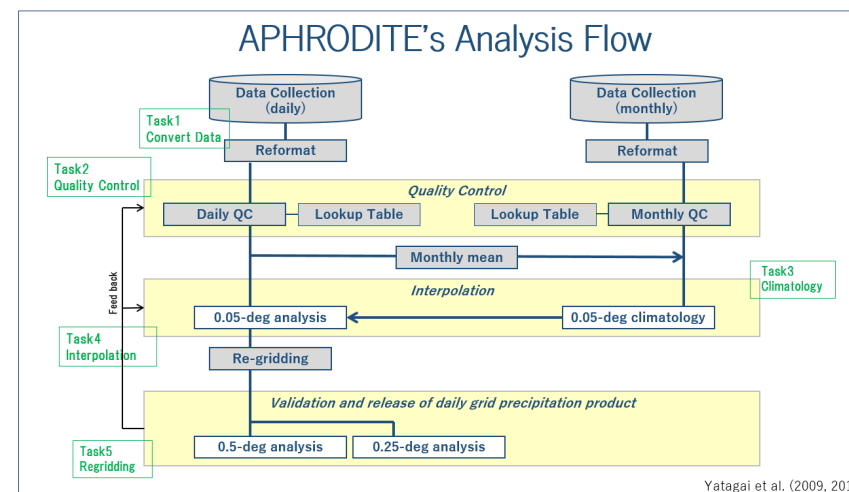 APHRODITE's Analysis Flow
Data Collection
(daily)
Data Collection
(monthly)
Task1
Convert Data
Reformat
Reformat
Task2
Quality Control
Quality Control
Daily QC
Lookup Table
Lookup Table
Monthly QC
Monthly mean
Task3
Climatology
Interpolation
Feed back
0.05-deg analysis
0.05-deg climatology
Task4
Interpolation
Re-gridding
Validation and release of daily grid precipitation product
Task5
Regridding
0.5-deg analysis
0.25-deg analysis
Yatagai et al. (2009,